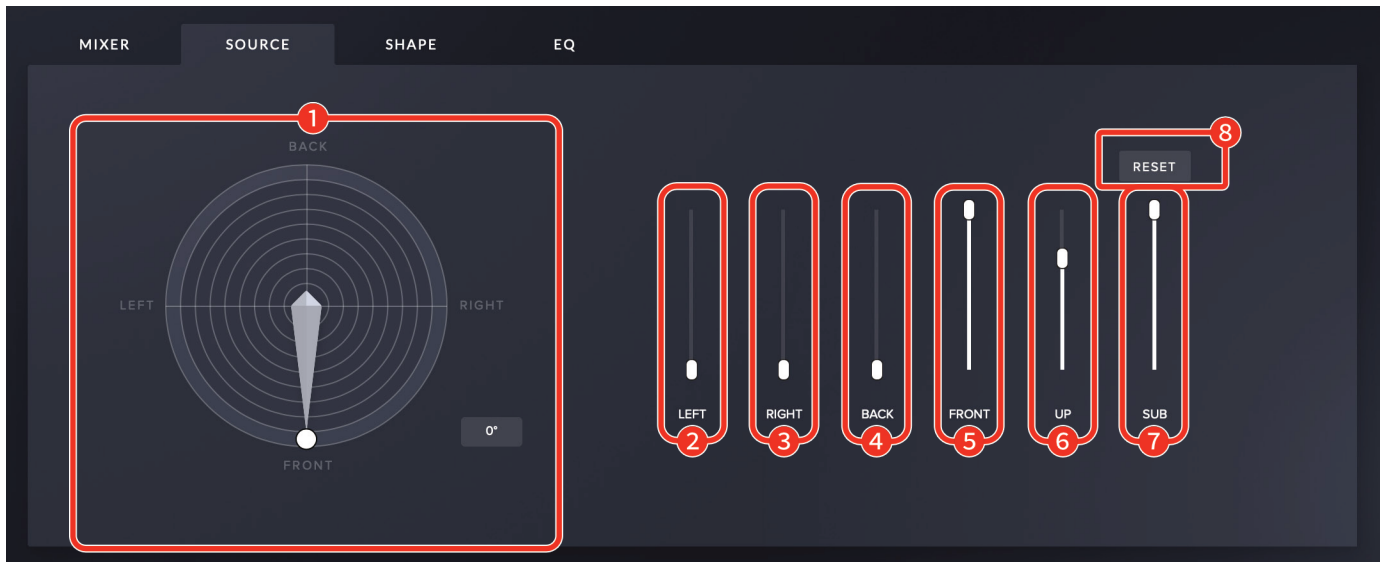 MIXER SOURCE SHAPE EQ
1
BACK
8
RESET
LEFT RIGHT
0°
FRONT
LEFT RIGHT BACK FRONT UP SUB
2 3 4 5 6 7